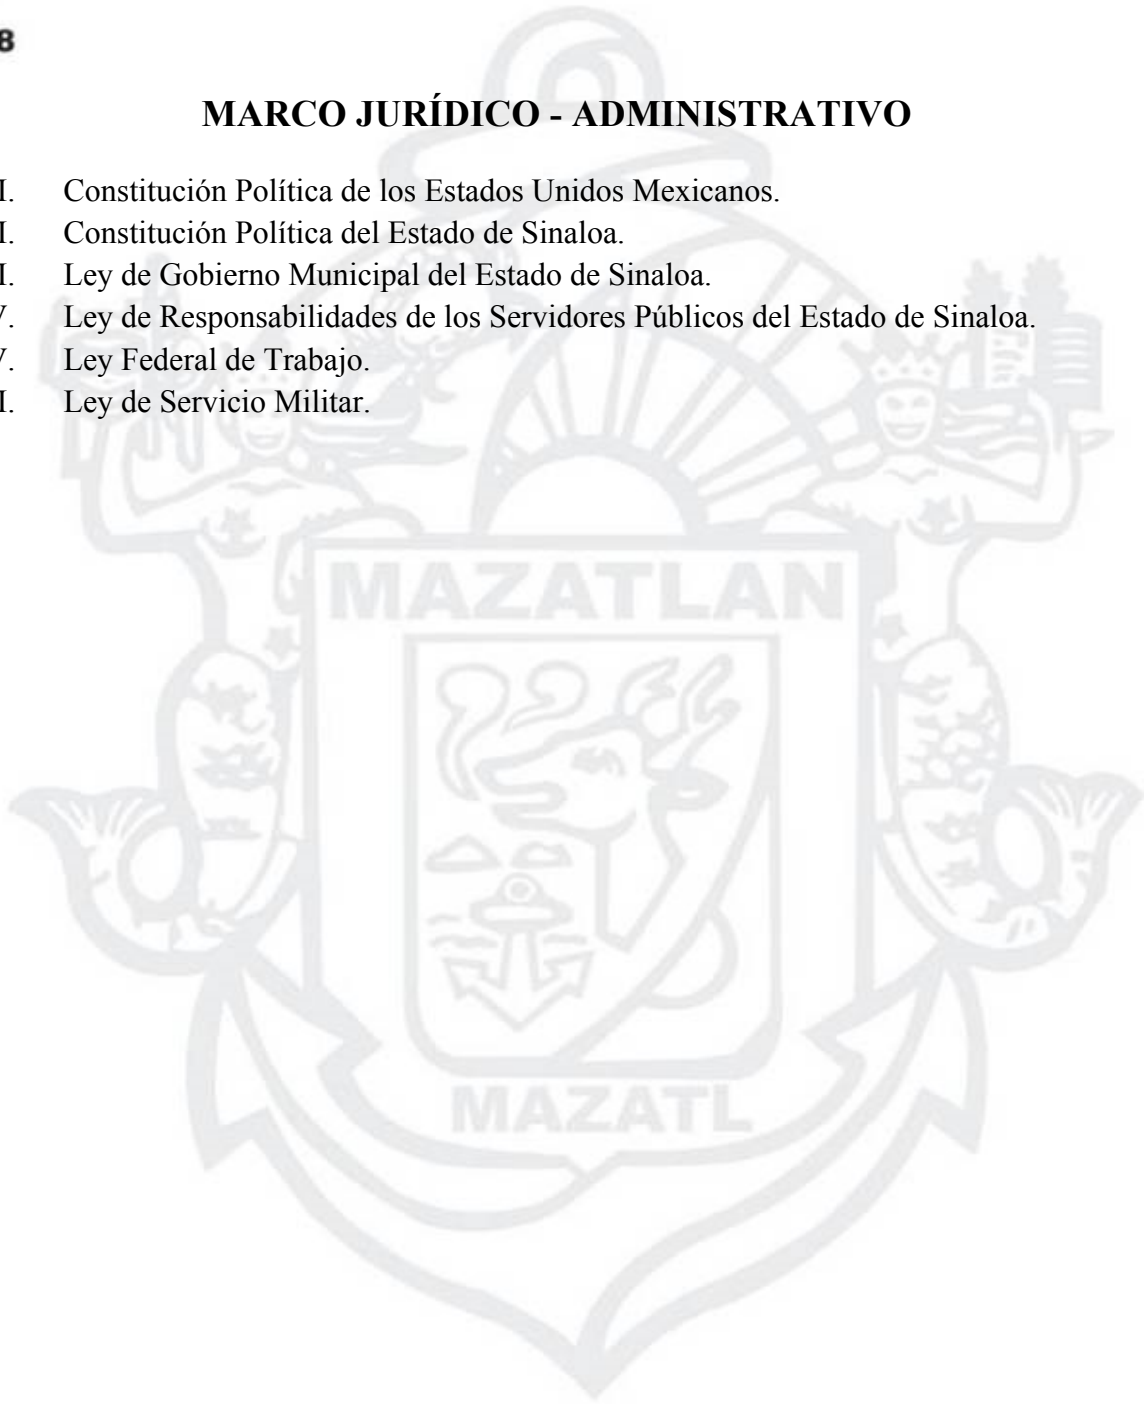 8
MARCO JURÍDICO - ADMINISTRATIVO
I. Constitución Política de los Estados Unidos Mexicanos.
I. Constitución Política del Estado de Sinaloa.
I. Ley de Gobierno Municipal del Estado de Sinaloa.
V. Ley de Responsabilidades de los Servidores Públicos del Estado de Sinaloa.
V. Ley Federal de Trabajo.
I. Ley de Servicio Militar.
MAZATLAN
MAZATL